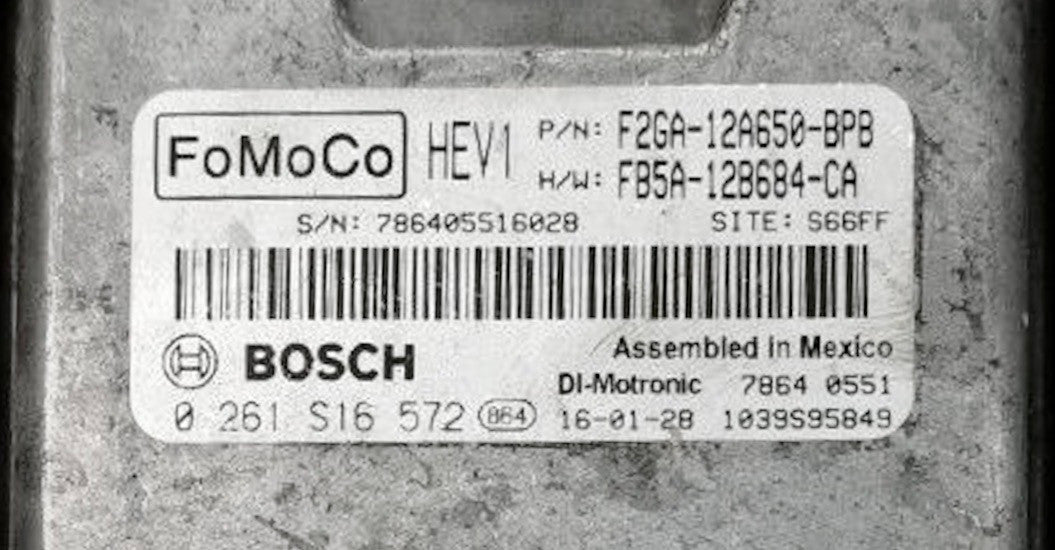 FoMoCo HEV1 P/N: F2GA-12A650-BPB
H/W: FB5A-12B684-CA
S/N: 786405516028 SITE: S66FF
BOSCH Assembled in Mexico
DI-Motronic 7864 0551
0 261 S16 572 864 16-01-28 1039S95849